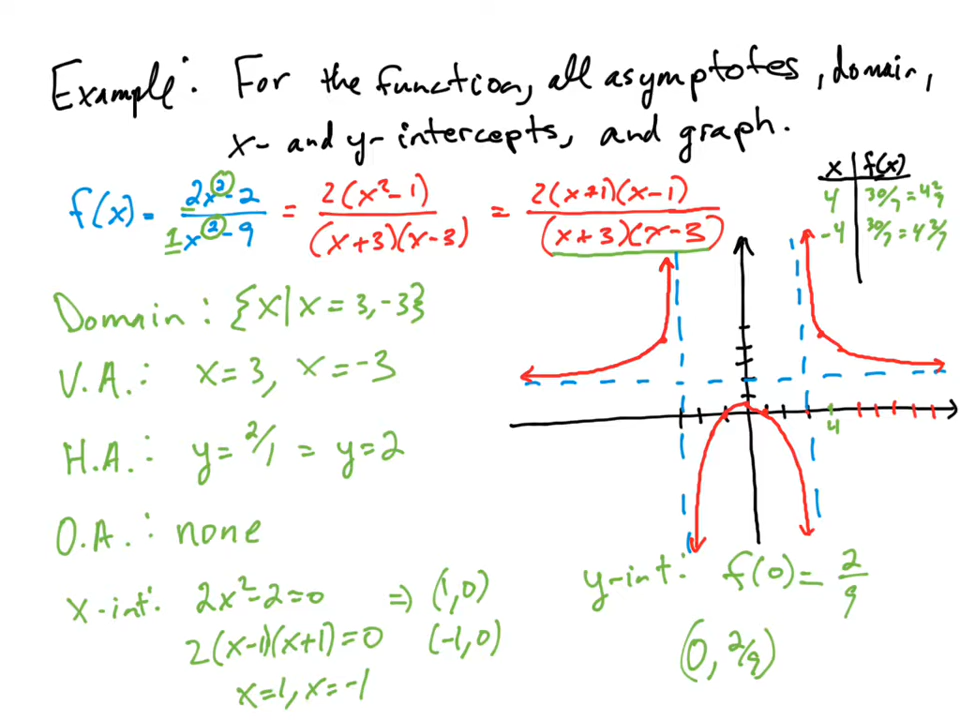 Example: For the function, all asymptotes, domain,
x- and y-intercepts, and graph.
f(x) = (2x²-2)/(1x²-9) = 2(x²-1)/((x+3)(x-3)) = 2(x+1)(x-1)/((x+3)(x-3))
x | f(x)
4 | 30/7 = 4 2/9
-4 | 30/7 = 4 2/7
Domain: {x|x = 3,-3}
V.A.: x=3, x=-3
H.A.: y=2/1 = y=2
O.A.: none
x-int: 2x²-2=0 ⇒ (1,0)
2(x-1)(x+1)=0 (-1,0)
x=1, x=-1
4
y-int: f(0)= 2/9
(0, 2/9)